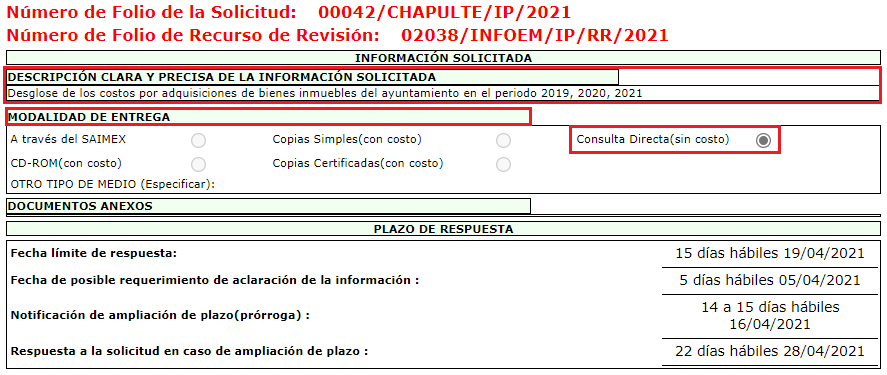 Número de Folio de la Solicitud: 00042/CHAPULTE/IP/2021
Número de Folio de Recurso de Revisión: 02038/INFOEM/IP/RR/2021
INFORMACIÓN SOLICITADA
DESCRIPCIÓN CLARA Y PRECISA DE LA INFORMACIÓN SOLICITADA
Desglose de los costos por adquisiciones de bienes inmuebles del ayuntamiento en el periodo 2019, 2020, 2021
MODALIDAD DE ENTREGA
A través del SAIMEX Copias Simples(con costo) Consulta Directa(sin costo)
CD-ROM(con costo) Copias Certificadas(con costo)
OTRO TIPO DE MEDIO (Especificar):
DOCUMENTOS ANEXOS
PLAZO DE RESPUESTA
Fecha límite de respuesta: 15 días hábiles 19/04/2021
Fecha de posible requerimiento de aclaración de la información : 5 días hábiles 05/04/2021
Notificación de ampliación de plazo(prórroga) : 14 a 15 días hábiles
16/04/2021
Respuesta a la solicitud en caso de ampliación de plazo : 22 días hábiles 28/04/2021